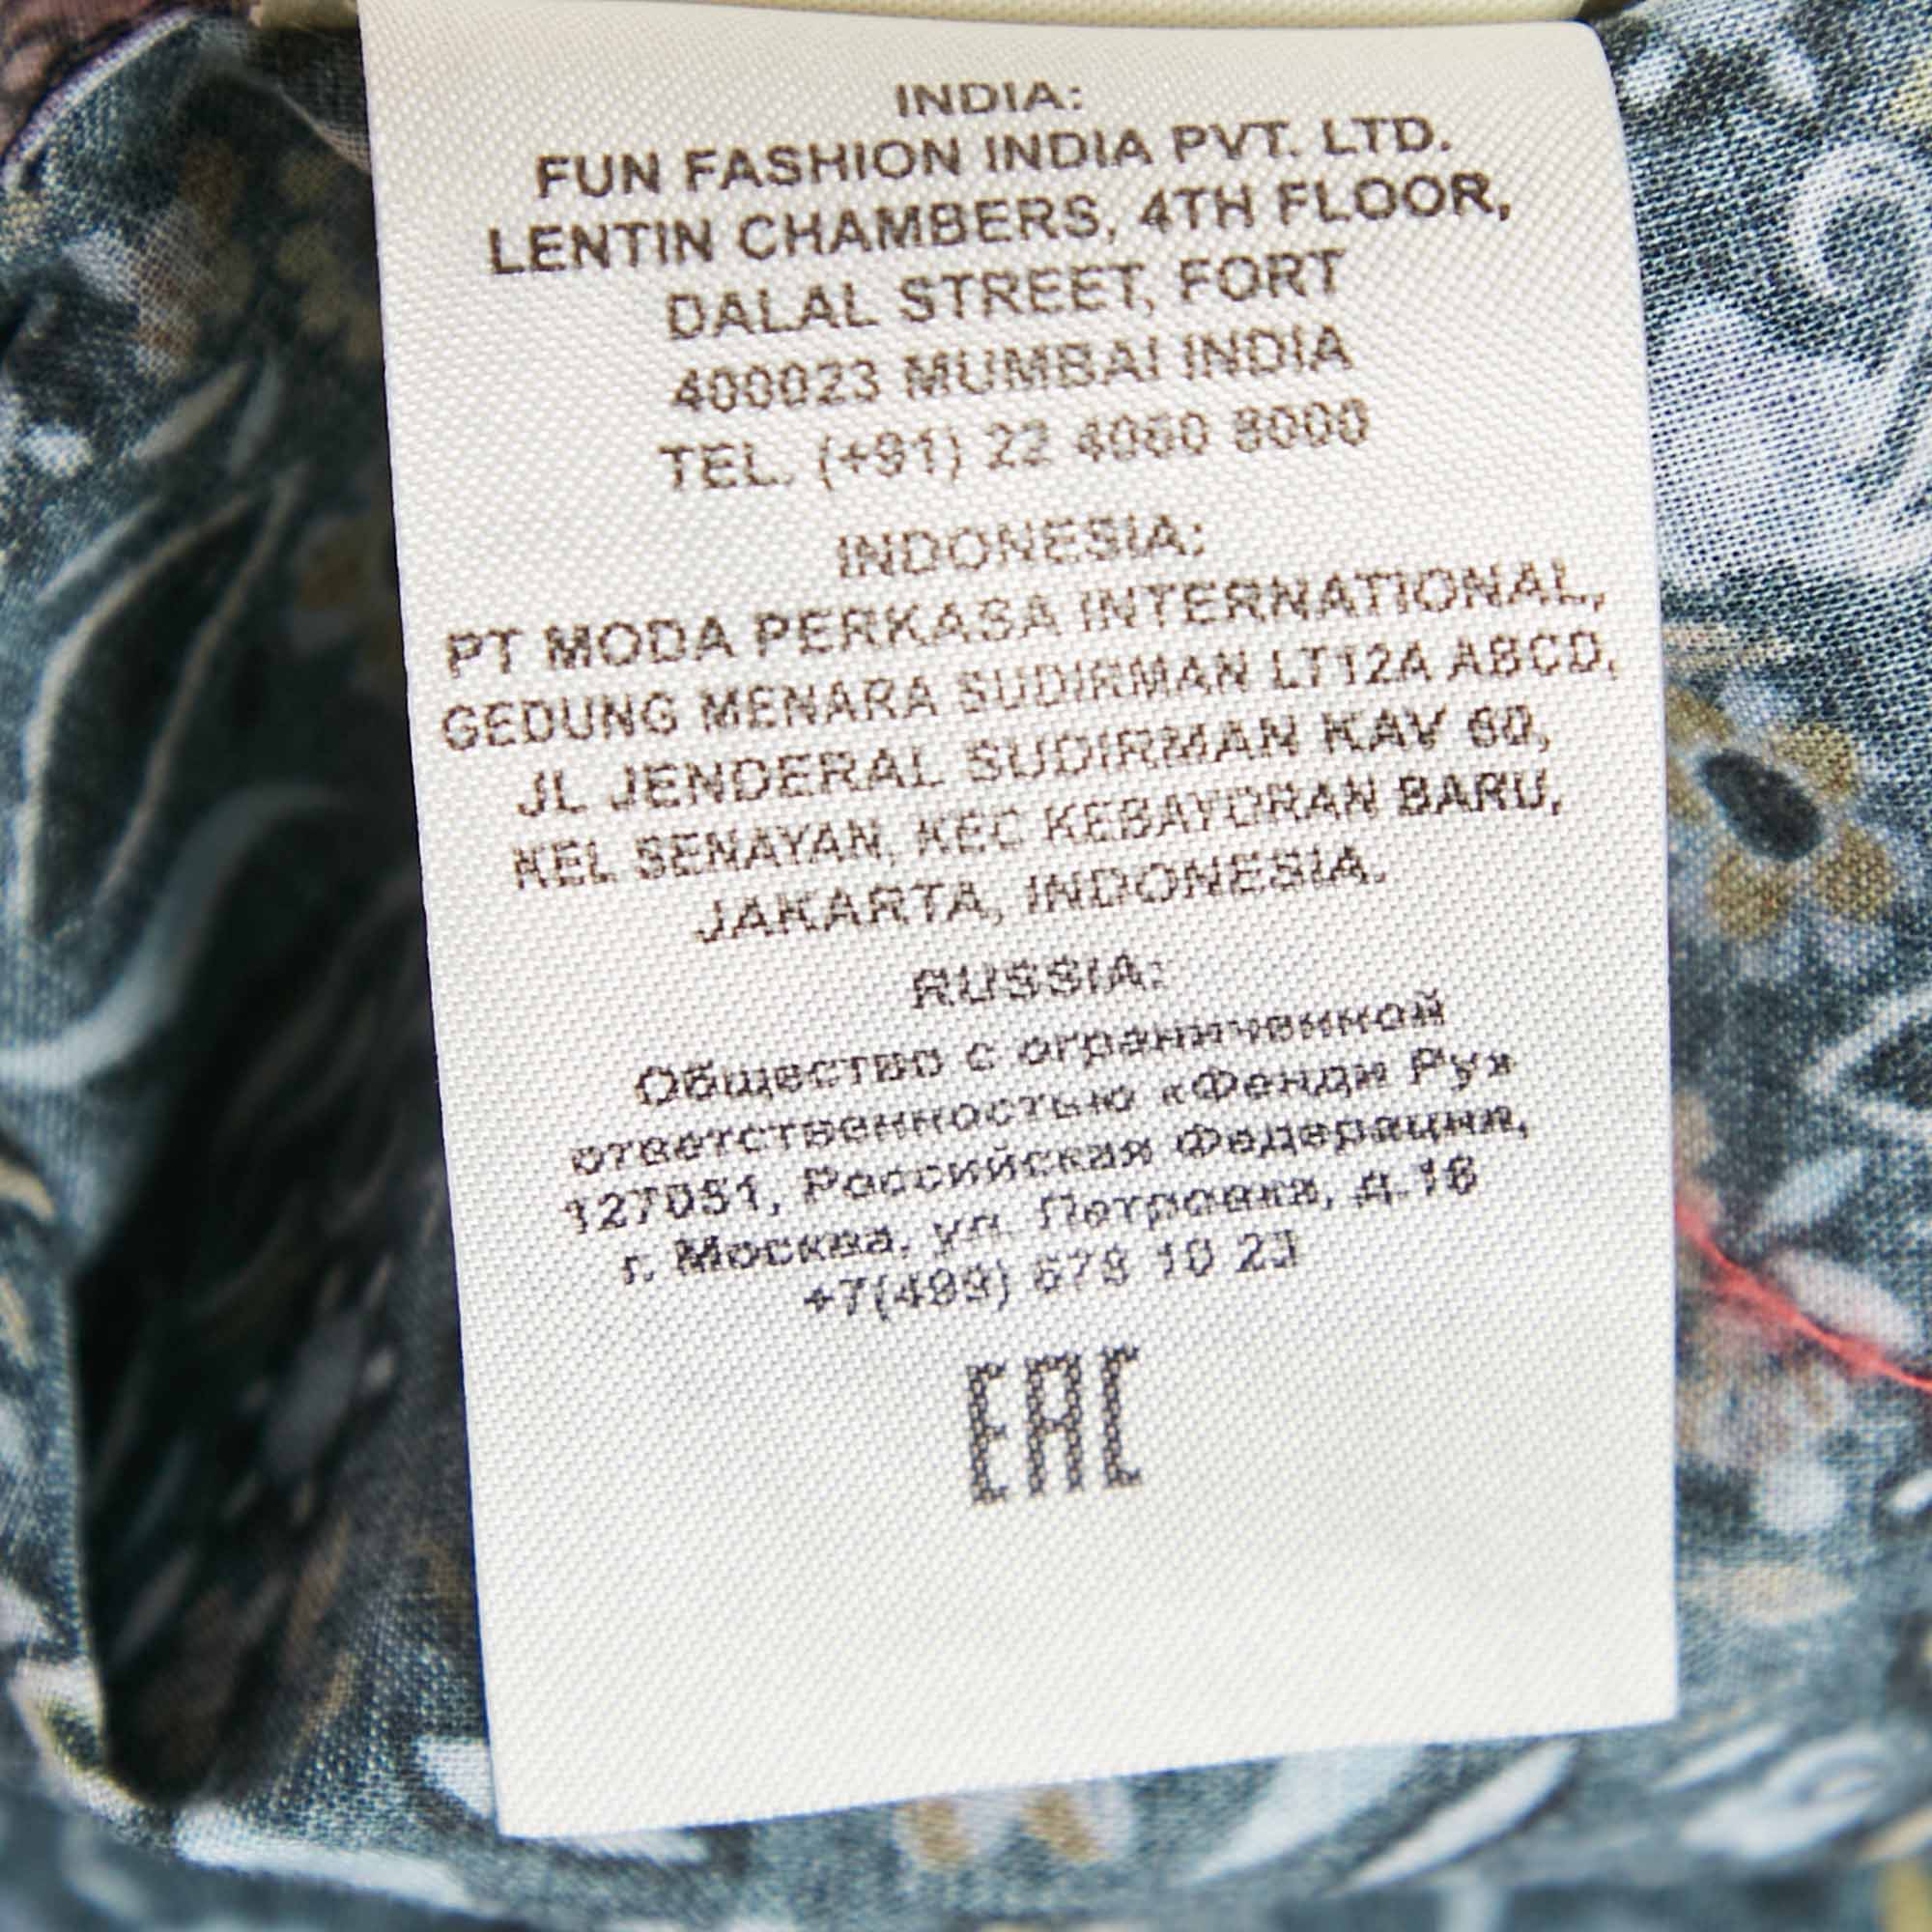 INDIA:
FUN FASHION INDIA PVT. LTD.
LENTIN CHAMBERS, 4TH FLOOR,
DALAL STREET, FORT
400023 MUMBAI INDIA
TEL. (+91) 22 4060 8000
INDONESIA:
PT MODA PERKASA INTERNATIONAL,
GEDUNG MENARA SUDIRMAN LT12A ABCD,
JL JENDERAL SUDIRMAN KAV 60,
KEL SENAYAN, KEC KEBAYORAN BARU,
JAKARTA, INDONESIA.
RUSSIA:
Общество с ограниченной
ответственностью «Фенди Ру»
127051, Российская Федерация,
г. Москва, ул. Петровка, д.16
+7(499) 678 10 23
EAC